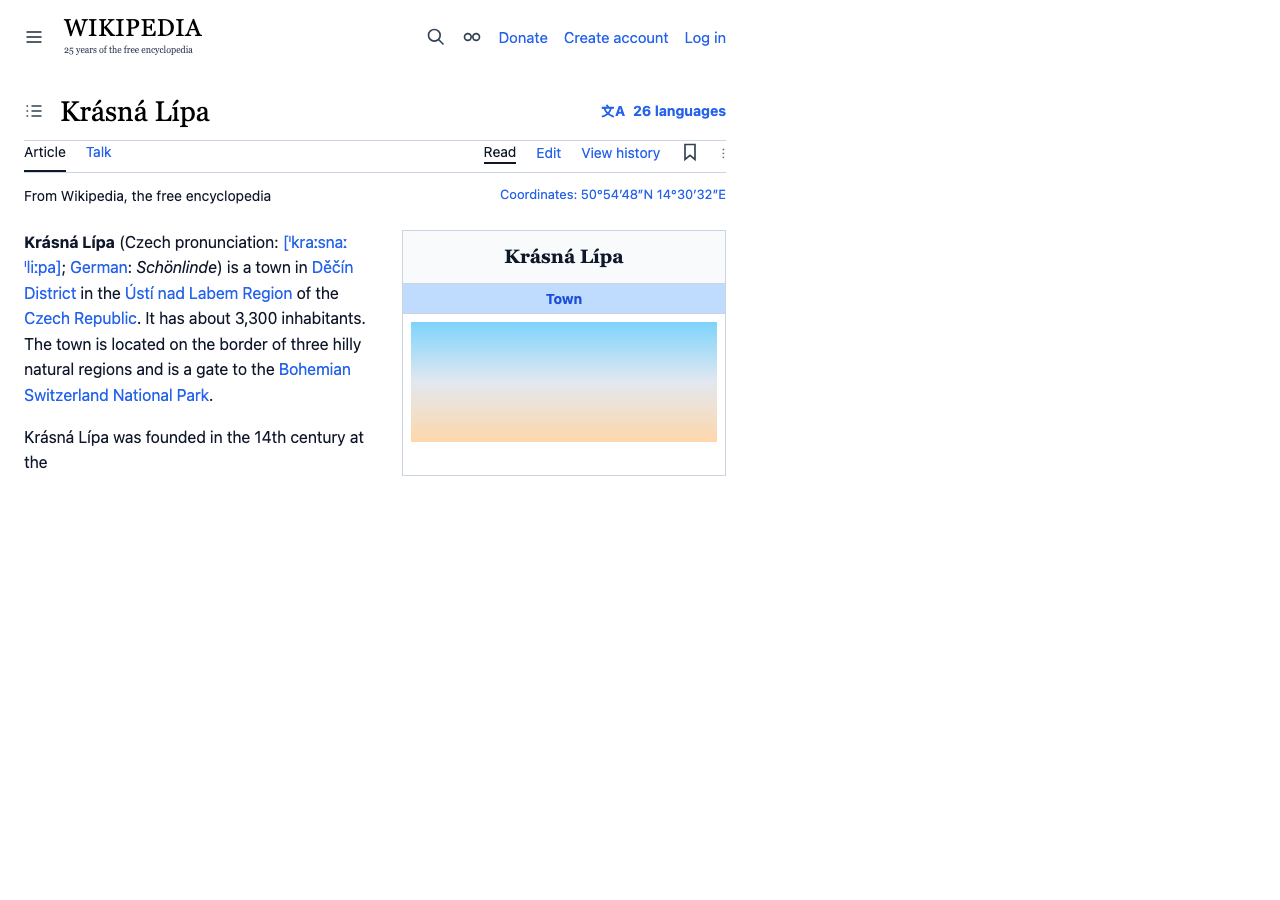 WIKIPEDIA
25 years of the free encyclopedia
Donate Create account Log in
Krásná Lípa
文A 26 languages
Article Talk
Read Edit View history
From Wikipedia, the free encyclopedia
Coordinates: 50°54′48″N 14°30′32″E
Krásná Lípa (Czech pronunciation: [ˈkraːsnaː
ˈliːpa]; German: Schönlinde) is a town in Děčín
District in the Ústí nad Labem Region of the
Czech Republic. It has about 3,300 inhabitants.
The town is located on the border of three hilly
natural regions and is a gate to the Bohemian
Switzerland National Park.
Krásná Lípa was founded in the 14th century at
the
Krásná Lípa
Town